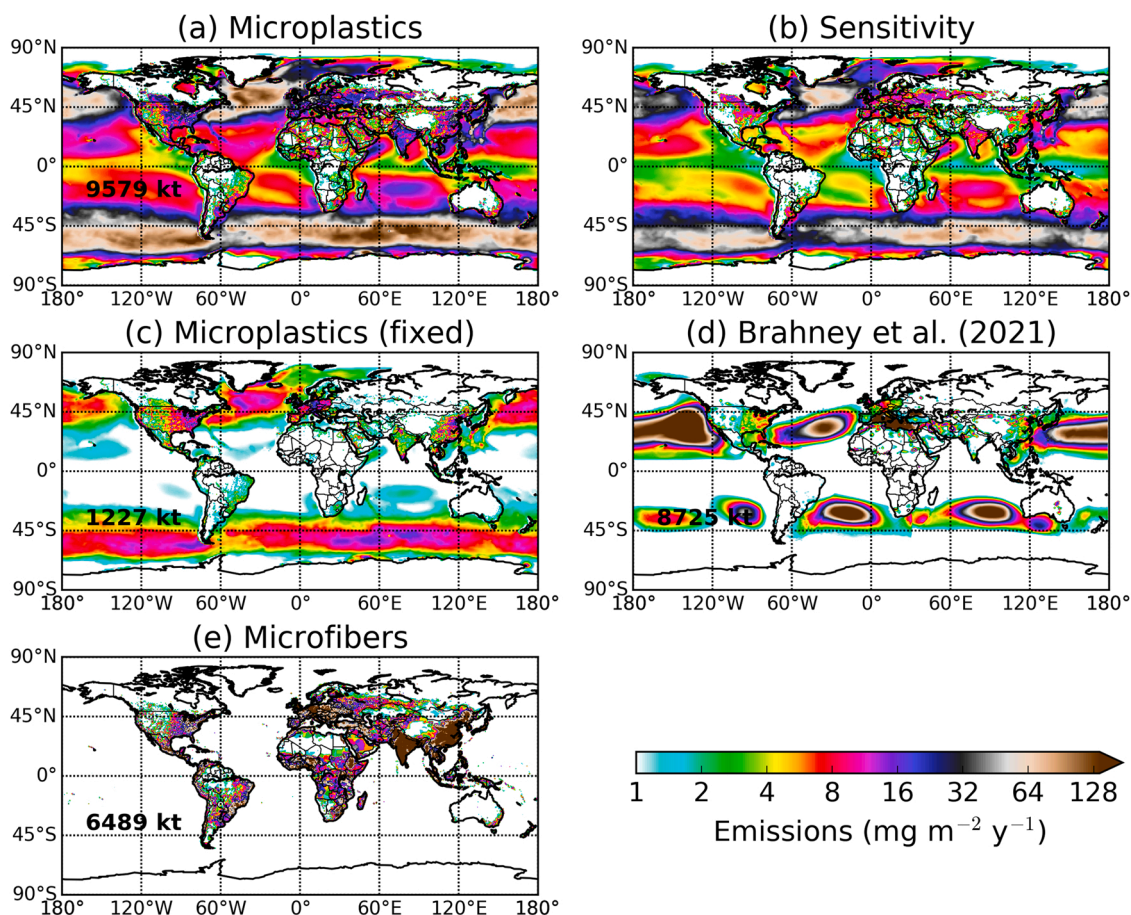 (a) Microplastics
90°N
45°N
0°
45°S
90°S
9579 kt
180° 120°W 60°W 0° 60°E 120°E 180°
(b) Sensitivity
90°N
45°N
0°
45°S
90°S
180° 120°W 60°W 0° 60°E 120°E 180°
(c) Microplastics (fixed)
90°N
45°N
0°
45°S
90°S
1227 kt
180° 120°W 60°W 0° 60°E 120°E 180°
(d) Brahney et al. (2021)
90°N
45°N
0°
45°S
90°S
8725 kt
180° 120°W 60°W 0° 60°E 120°E 180°
(e) Microfibers
90°N
45°N
0°
45°S
90°S
6489 kt
180° 120°W 60°W 0° 60°E 120°E 180°
1 2 4 8 16 32 64 128
Emissions (mg m⁻² y⁻¹)